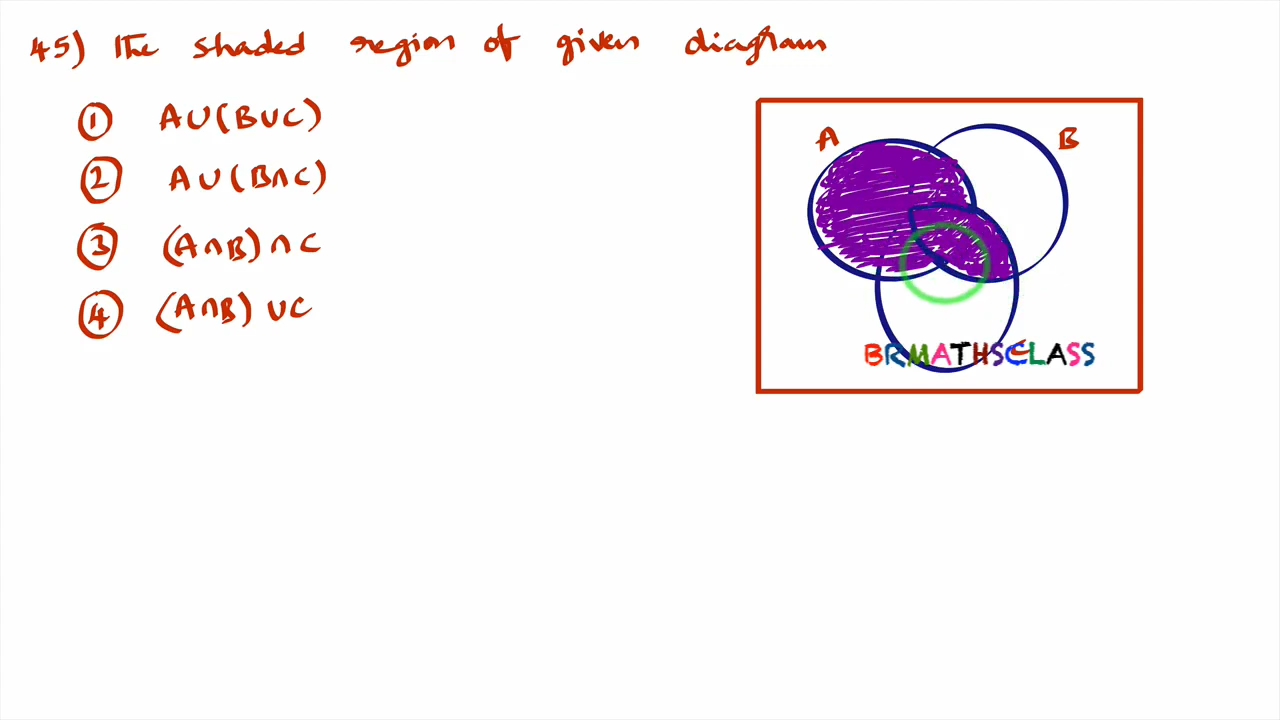 45) The shaded region of given diagram
① A∪(B∪C)
② A∪(B∩C)
③ (A∩B)∩C
④ (A∩B)∪C
A
B
BRMATHSCLASS